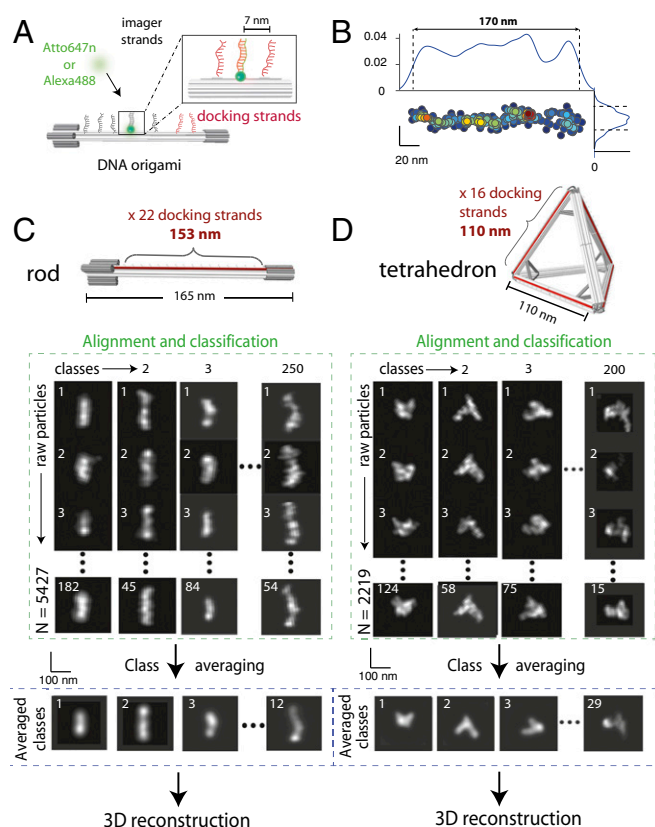 A
imager
strands
7 nm
Atto647n
or
Alexa488
docking strands
DNA origami
B
170 nm
0.04
0.02
0
20 nm
0
C
x 22 docking strands
153 nm
rod
165 nm
D
x 16 docking
strands
110 nm
tetrahedron
110 nm
Alignment and classification
classes 2 3 250
raw particles
N = 5427
1 1 1 1
2 2 2 2
3 3 3 3
182 45 84 54
100 nm
Class averaging
Averaged
classes
1 2 3 12
3D reconstruction
Alignment and classification
classes 2 3 200
raw particles
N = 2219
1 1 1 1
2 2 2 2
3 3 3 3
124 58 75 15
100 nm
Class averaging
Averaged
classes
1 2 3 29
3D reconstruction